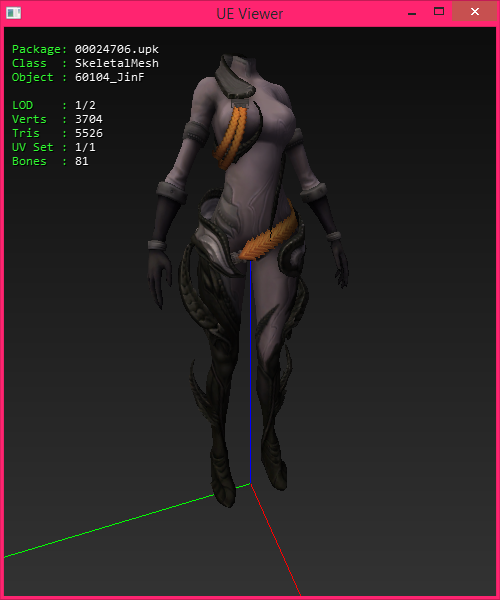 UE Viewer
Package: 00024706.upk
Class  : SkeletalMesh
Object : 60104_JinF
LOD    : 1/2
Verts  : 3704
Tris   : 5526
UV Set : 1/1
Bones  : 81